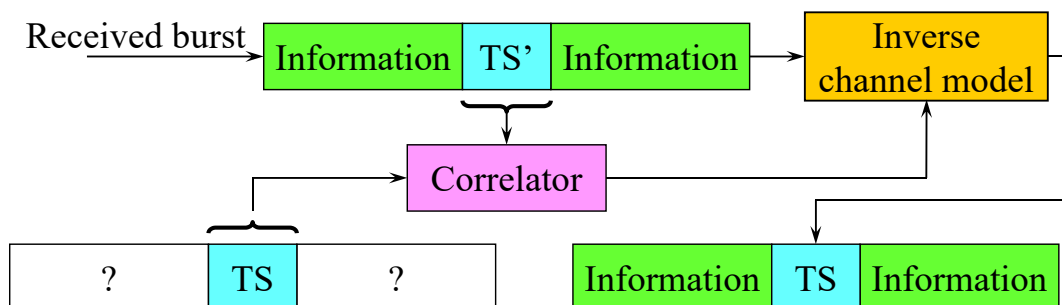 Received burst
Information TS’ Information
Inverse
channel model
Correlator
? TS ?
Information TS Information